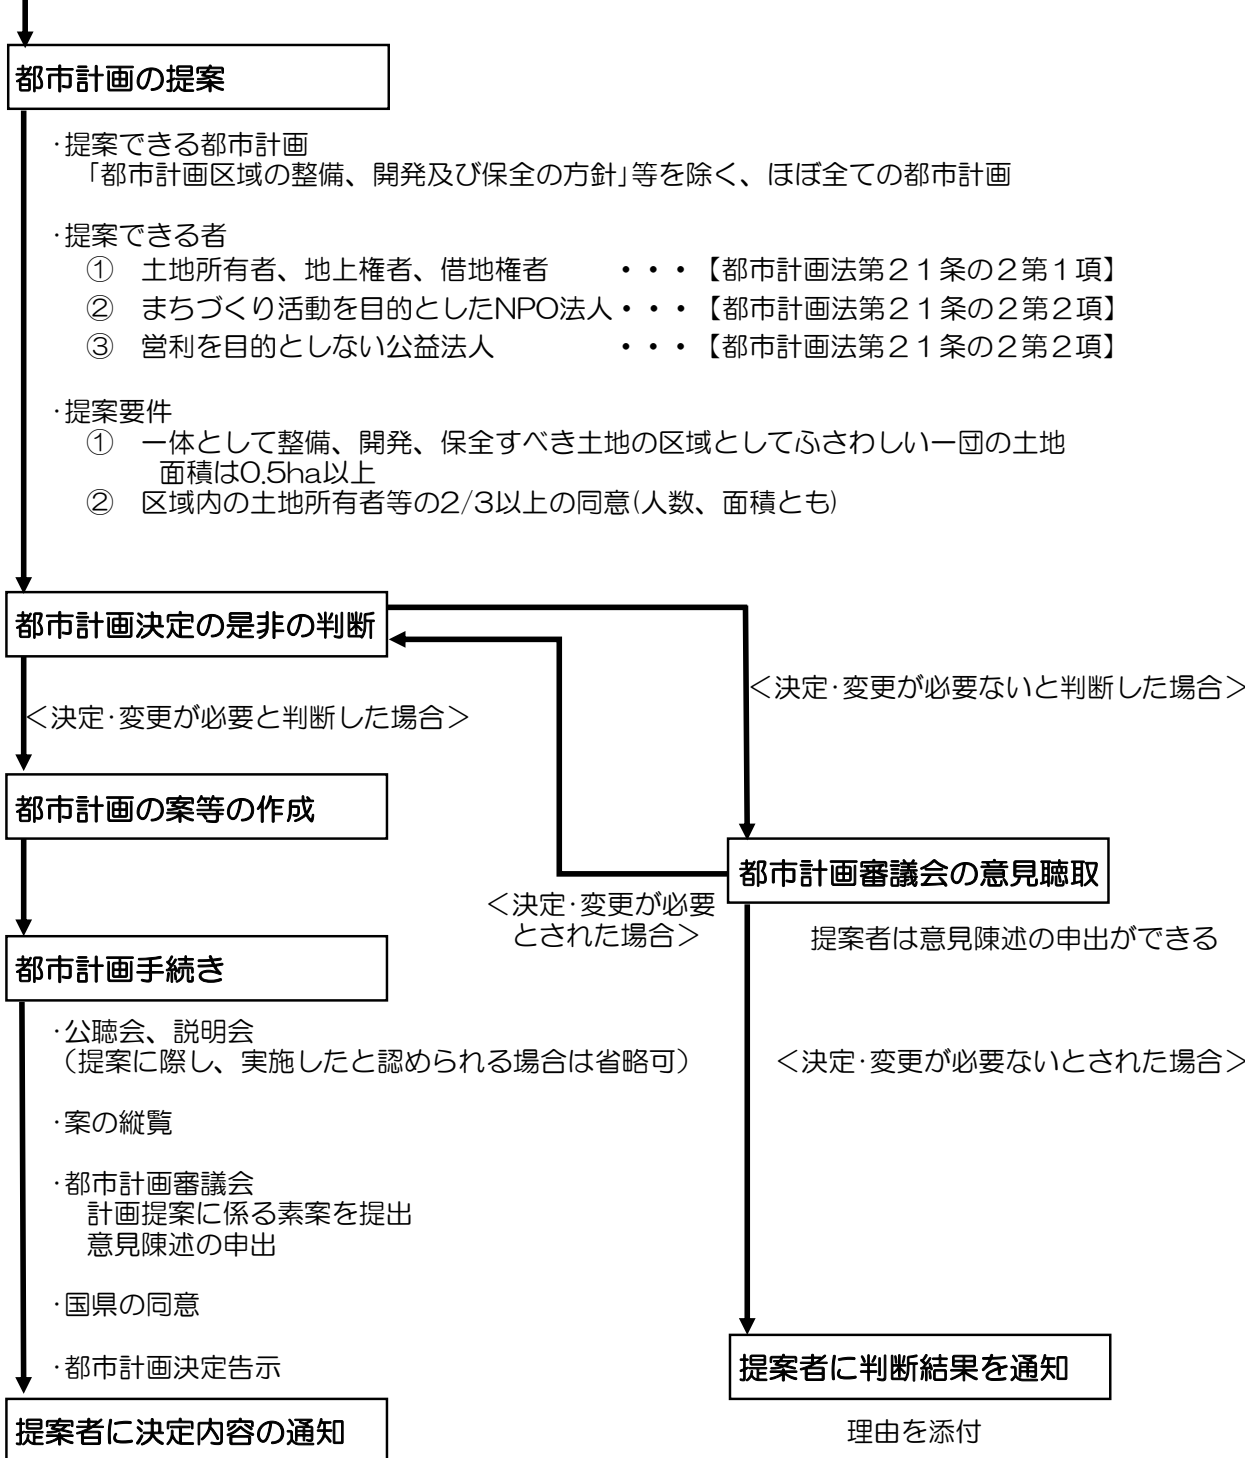 都市計画の提案
・提案できる都市計画
「都市計画区域の整備、開発及び保全の方針」等を除く、ほぼ全ての都市計画
・提案できる者
① 土地所有者、地上権者、借地権者 ・・・【都市計画法第２１条の２第１項】
② まちづくり活動を目的としたNPO法人・・・【都市計画法第２１条の２第２項】
③ 営利を目的としない公益法人 ・・・【都市計画法第２１条の２第２項】
・提案要件
① 一体として整備、開発、保全すべき土地の区域としてふさわしい一団の土地
面積は0.5ha以上
② 区域内の土地所有者等の2/3以上の同意(人数、面積とも)
都市計画決定の是非の判断
＜決定・変更が必要ないと判断した場合＞
＜決定・変更が必要と判断した場合＞
都市計画の案等の作成
都市計画審議会の意見聴取
＜決定・変更が必要
とされた場合＞
提案者は意見陳述の申出ができる
都市計画手続き
・公聴会、説明会
（提案に際し、実施したと認められる場合は省略可）
＜決定・変更が必要ないとされた場合＞
・案の縦覧
・都市計画審議会
計画提案に係る素案を提出
意見陳述の申出
・国県の同意
・都市計画決定告示
提案者に判断結果を通知
提案者に決定内容の通知
理由を添付